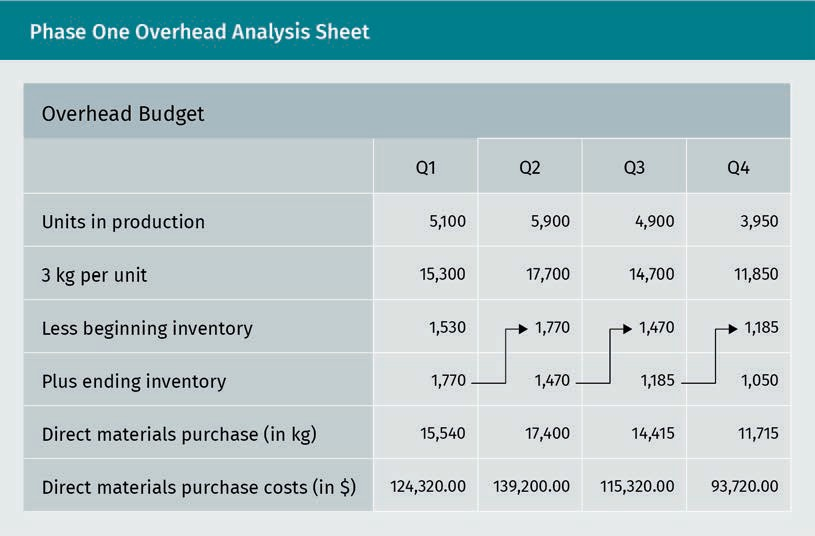 Phase One Overhead Analysis Sheet
Overhead Budget
Q1 Q2 Q3 Q4
Units in production 5,100 5,900 4,900 3,950
3 kg per unit 15,300 17,700 14,700 11,850
Less beginning inventory 1,530 1,770 1,470 1,185
Plus ending inventory 1,770 1,470 1,185 1,050
Direct materials purchase (in kg) 15,540 17,400 14,415 11,715
Direct materials purchase costs (in $) 124,320.00 139,200.00 115,320.00 93,720.00